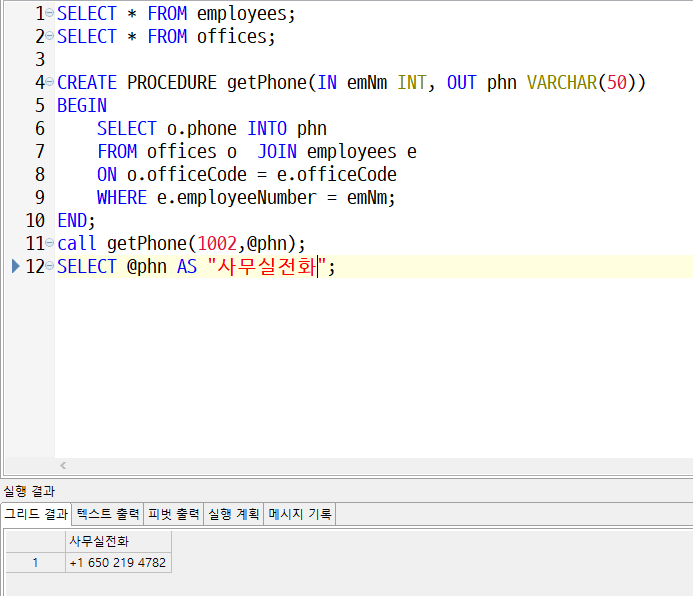 1 SELECT * FROM employees;
2 SELECT * FROM offices;
3
4 CREATE PROCEDURE getPhone(IN emNm INT, OUT phn VARCHAR(50))
5 BEGIN
6 SELECT o.phone INTO phn
7 FROM offices o  JOIN employees e
8 ON o.officeCode = e.officeCode
9 WHERE e.employeeNumber = emNm;
10 END;
11 call getPhone(1002,@phn);
12 SELECT @phn AS "사무실전화";
실행 결과
그리드 결과 텍스트 출력 피벗 출력 실행 계획 메시지 기록
사무실전화
1 +1 650 219 4782